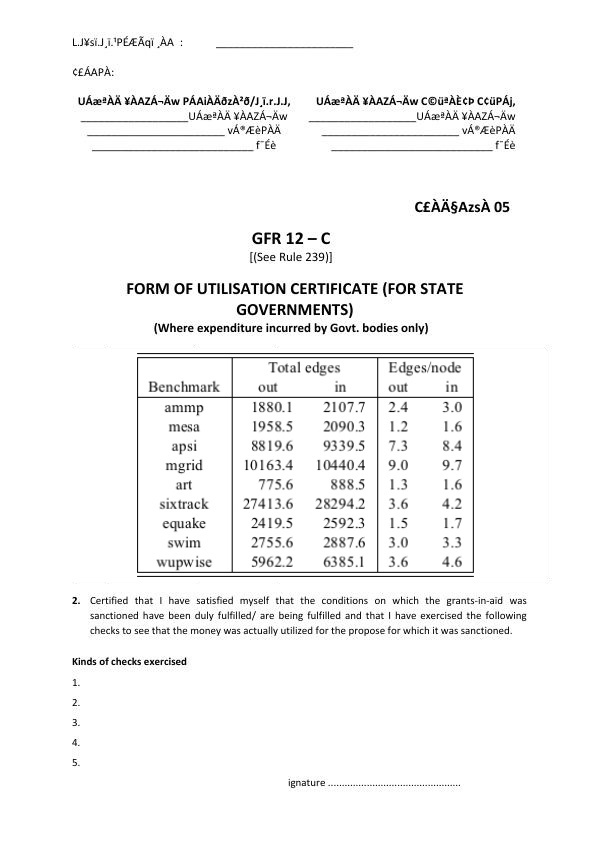 L.J¥sï.J¸ï.¹PÉÆÃqï ¸ÀA : ________________________
¢£ÁAPÀ:
UÁæªÀÄ ¥ÀAZÁ¬Äw PÁAiÀÄðzÀ²ð/J¸ï.r.J.J, UÁæªÀÄ ¥ÀAZÁ¬Äw C©üªÀÈ¢Þ C¢üPÁj,
___________________UÁæªÀÄ ¥ÀAZÁ¬Äw ___________________UÁæªÀÄ ¥ÀAZÁ¬Äw
________________________ vÁ®ÆèPÀÄ ________________________ vÁ®ÆèPÀÄ
____________________________ f¯Éè ____________________________ f¯Éè
C£ÀÄ§AzsÀ 05
GFR 12 – C
[(See Rule 239)]
FORM OF UTILISATION CERTIFICATE (FOR STATE
GOVERNMENTS)
(Where expenditure incurred by Govt. bodies only)
Total edges Edges/node
Benchmark out in out in
ammp 1880.1 2107.7 2.4 3.0
mesa 1958.5 2090.3 1.2 1.6
apsi 8819.6 9339.5 7.3 8.4
mgrid 10163.4 10440.4 9.0 9.7
art 775.6 888.5 1.3 1.6
sixtrack 27413.6 28294.2 3.6 4.2
equake 2419.5 2592.3 1.5 1.7
swim 2755.6 2887.6 3.0 3.3
wupwise 5962.2 6385.1 3.6 4.6
2. Certified that I have satisfied myself that the conditions on which the grants-in-aid was
sanctioned have been duly fulfilled/ are being fulfilled and that I have exercised the following
checks to see that the money was actually utilized for the propose for which it was sanctioned.
Kinds of checks exercised
1.
2.
3.
4.
5.
ignature ................................................